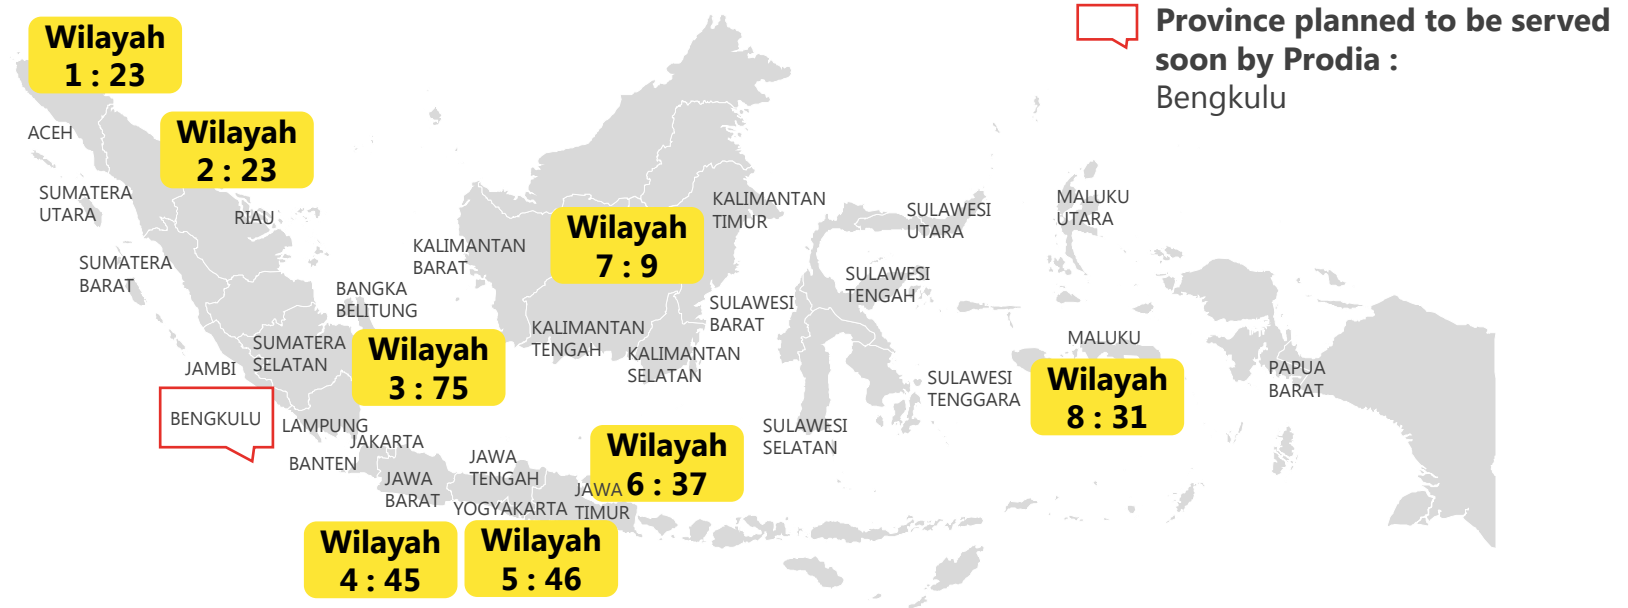 Wilayah
1 : 23
Province planned to be served
soon by Prodia :
Bengkulu
ACEH
Wilayah
2 : 23
SUMATERA
UTARA
RIAU
SUMATERA
BARAT
KALIMANTAN
BARAT
Wilayah
7 : 9
KALIMANTAN
TIMUR
SULAWESI
UTARA
MALUKU
UTARA
SULAWESI
TENGAH
BANGKA
BELITUNG
SULAWESI
BARAT
KALIMANTAN
TENGAH
KALIMANTAN
SELATAN
SUMATERA
SELATAN
JAMBI
Wilayah
3 : 75
MALUKU
Wilayah
8 : 31
PAPUA
BARAT
SULAWESI
TENGGARA
SULAWESI
SELATAN
BENGKULU
LAMPUNG
JAKARTA
BANTEN
JAWA
BARAT
JAWA
TENGAH
YOGYAKARTA
JAWA
TIMUR
Wilayah
6 : 37
Wilayah
4 : 45
Wilayah
5 : 46